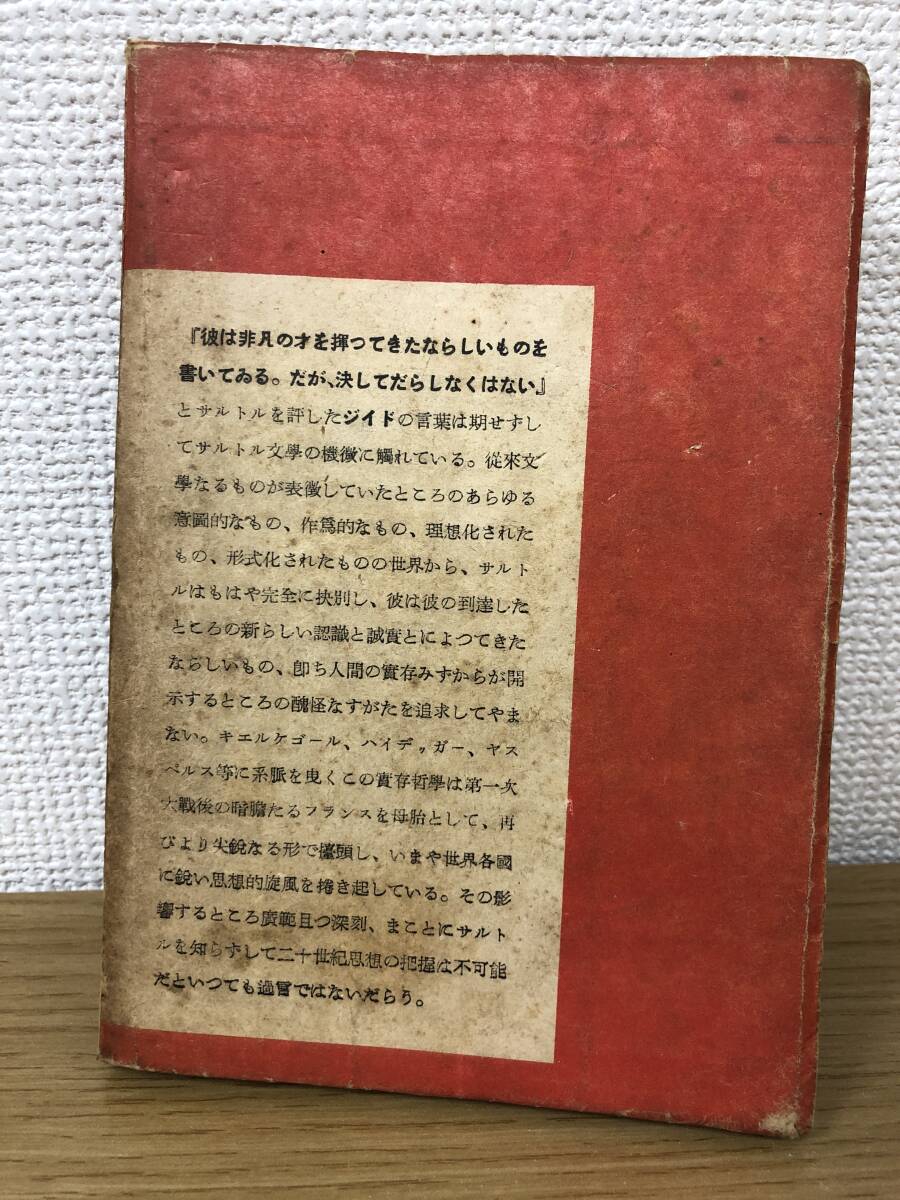 『彼は非凡の才を揮つてきたならしいものを
書いてゐる。だが、決してだらしなくはない』
とサルトルを評したジイドの言葉は期せずし
てサルトル文學の機微に觸れている。從來文
學なるものが表徴していたところのあらゆる
意圖的なもの、作爲的なもの、理想化された
もの、形式化されたものの世界から、サルト
ルはもはや完全に抉別し、彼は彼の到達した
ところの新らしい認識と誠實とによつてきた
ならしいもの、卽ち人間の實存みずからが開
示するところの醜怪なすがたを追求してやま
ない。キエルケゴール、ハイデッガー、ヤス
ペルス等に系脈を曳くこの實存哲學は第一次
大戰後の暗膽たるフランスを母胎として、再
びより尖鋭なる形で擡頭し、いまや世界各國
に鋭い思想的旋風を捲き起している。その影
響するところ廣範且つ深刻、まことにサルト
ルを知らずして二十世紀思想の把握は不可能
だといつても過言ではないだらう。